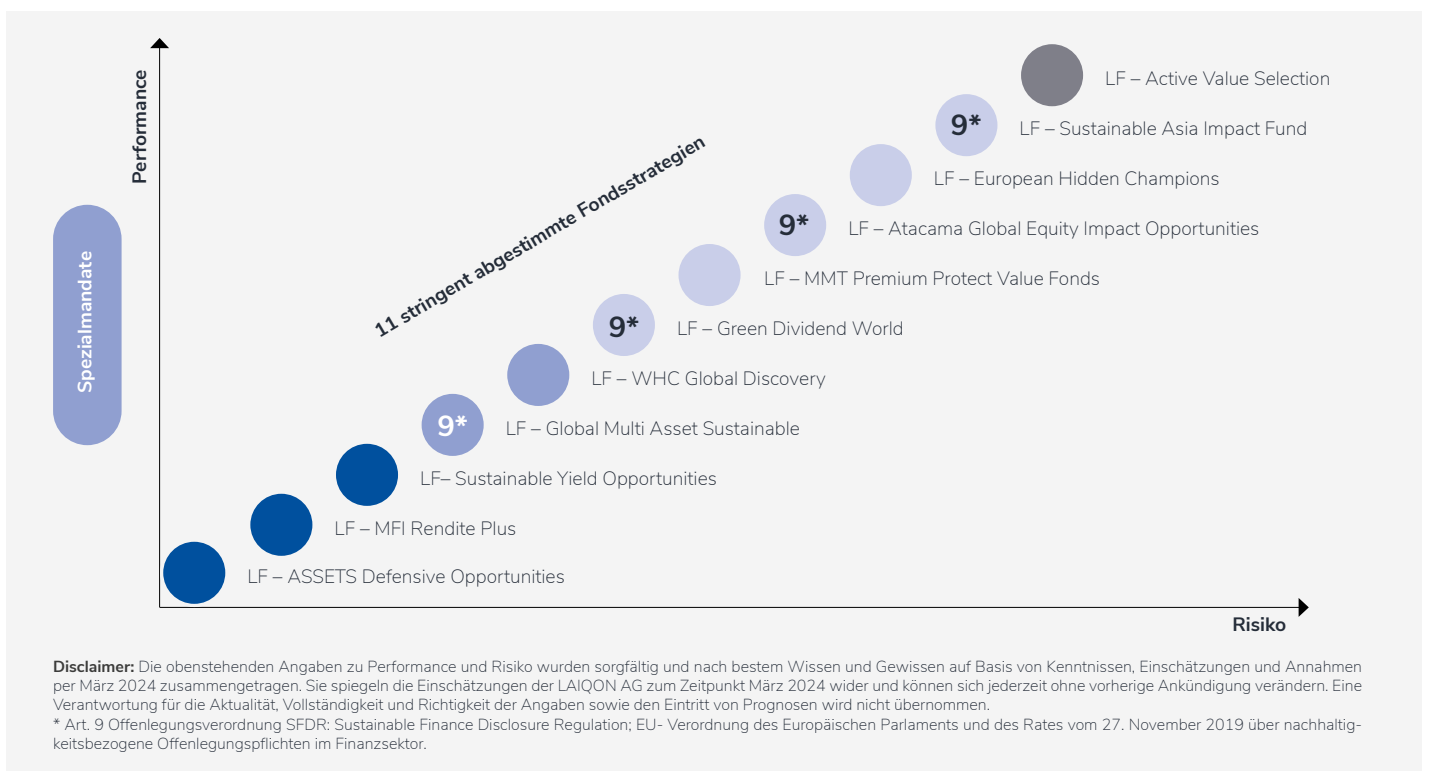 Performance
LF – Active Value Selection
9*
LF – Sustainable Asia Impact Fund
LF – European Hidden Champions
11 stringent abgestimmte Fondsstrategien
9*
LF – Atacama Global Equity Impact Opportunities
LF – MMT Premium Protect Value Fonds
Spezialmandate
9*
LF – Green Dividend World
LF – WHC Global Discovery
9*
LF – Global Multi Asset Sustainable
LF– Sustainable Yield Opportunities
LF – MFI Rendite Plus
LF – ASSETS Defensive Opportunities
Risiko
Disclaimer: Die obenstehenden Angaben zu Performance und Risiko wurden sorgfältig und nach bestem Wissen und Gewissen auf Basis von Kenntnissen, Einschätzungen und Annahmen
per März 2024 zusammengetragen. Sie spiegeln die Einschätzungen der LAIQON AG zum Zeitpunkt März 2024 wider und können sich jederzeit ohne vorherige Ankündigung verändern. Eine
Verantwortung für die Aktualität, Vollständigkeit und Richtigkeit der Angaben sowie den Eintritt von Prognosen wird nicht übernommen.
* Art. 9 Offenlegungsverordnung SFDR: Sustainable Finance Disclosure Regulation; EU- Verordnung des Europäischen Parlaments und des Rates vom 27. November 2019 über nachhaltig-
keitsbezogene Offenlegungspflichten im Finanzsektor.